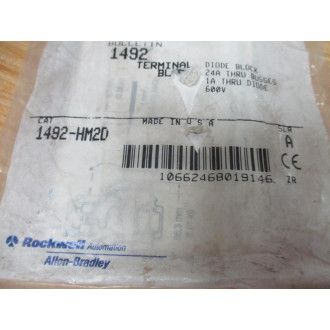 BULLETIN
1492
TERMINAL
DIODE BLOCK
24A THRU BUSSES
1A THRU DIODE
600V
CAT
MADE IN U S A
SER
1492-HM2D
A
CE
10662468019146
Rockwell Automation
Allen-Bradley